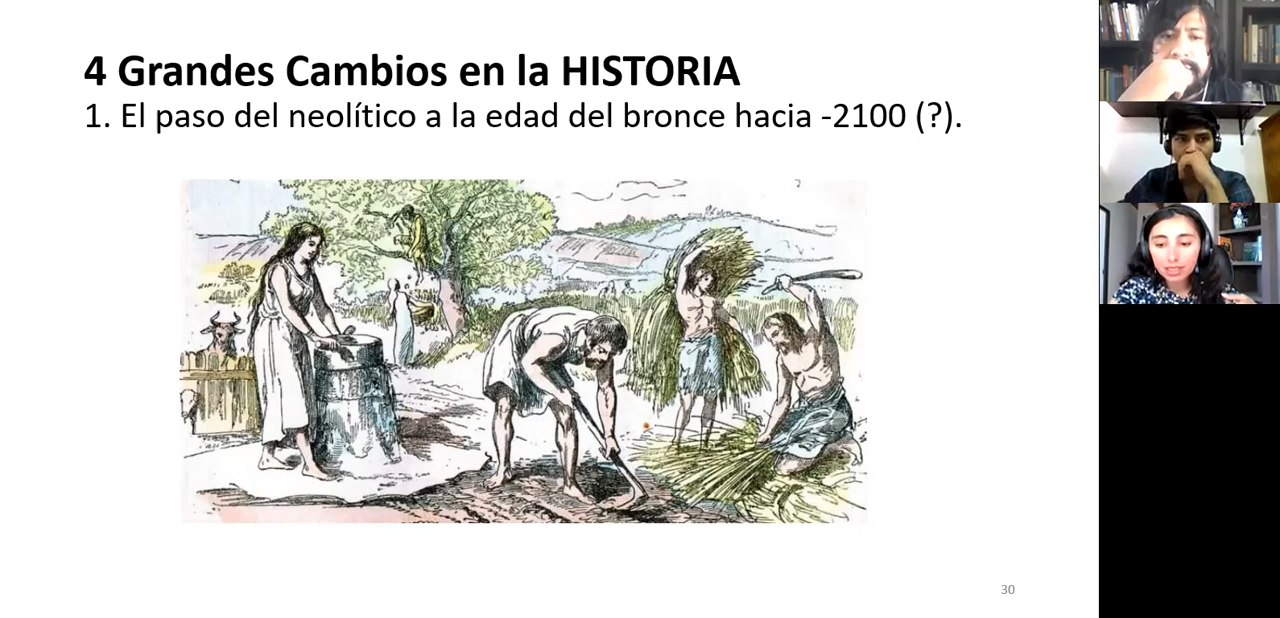 4 Grandes Cambios en la HISTORIA
1. El paso del neolítico a la edad del bronce hacia -2100 (?).
30